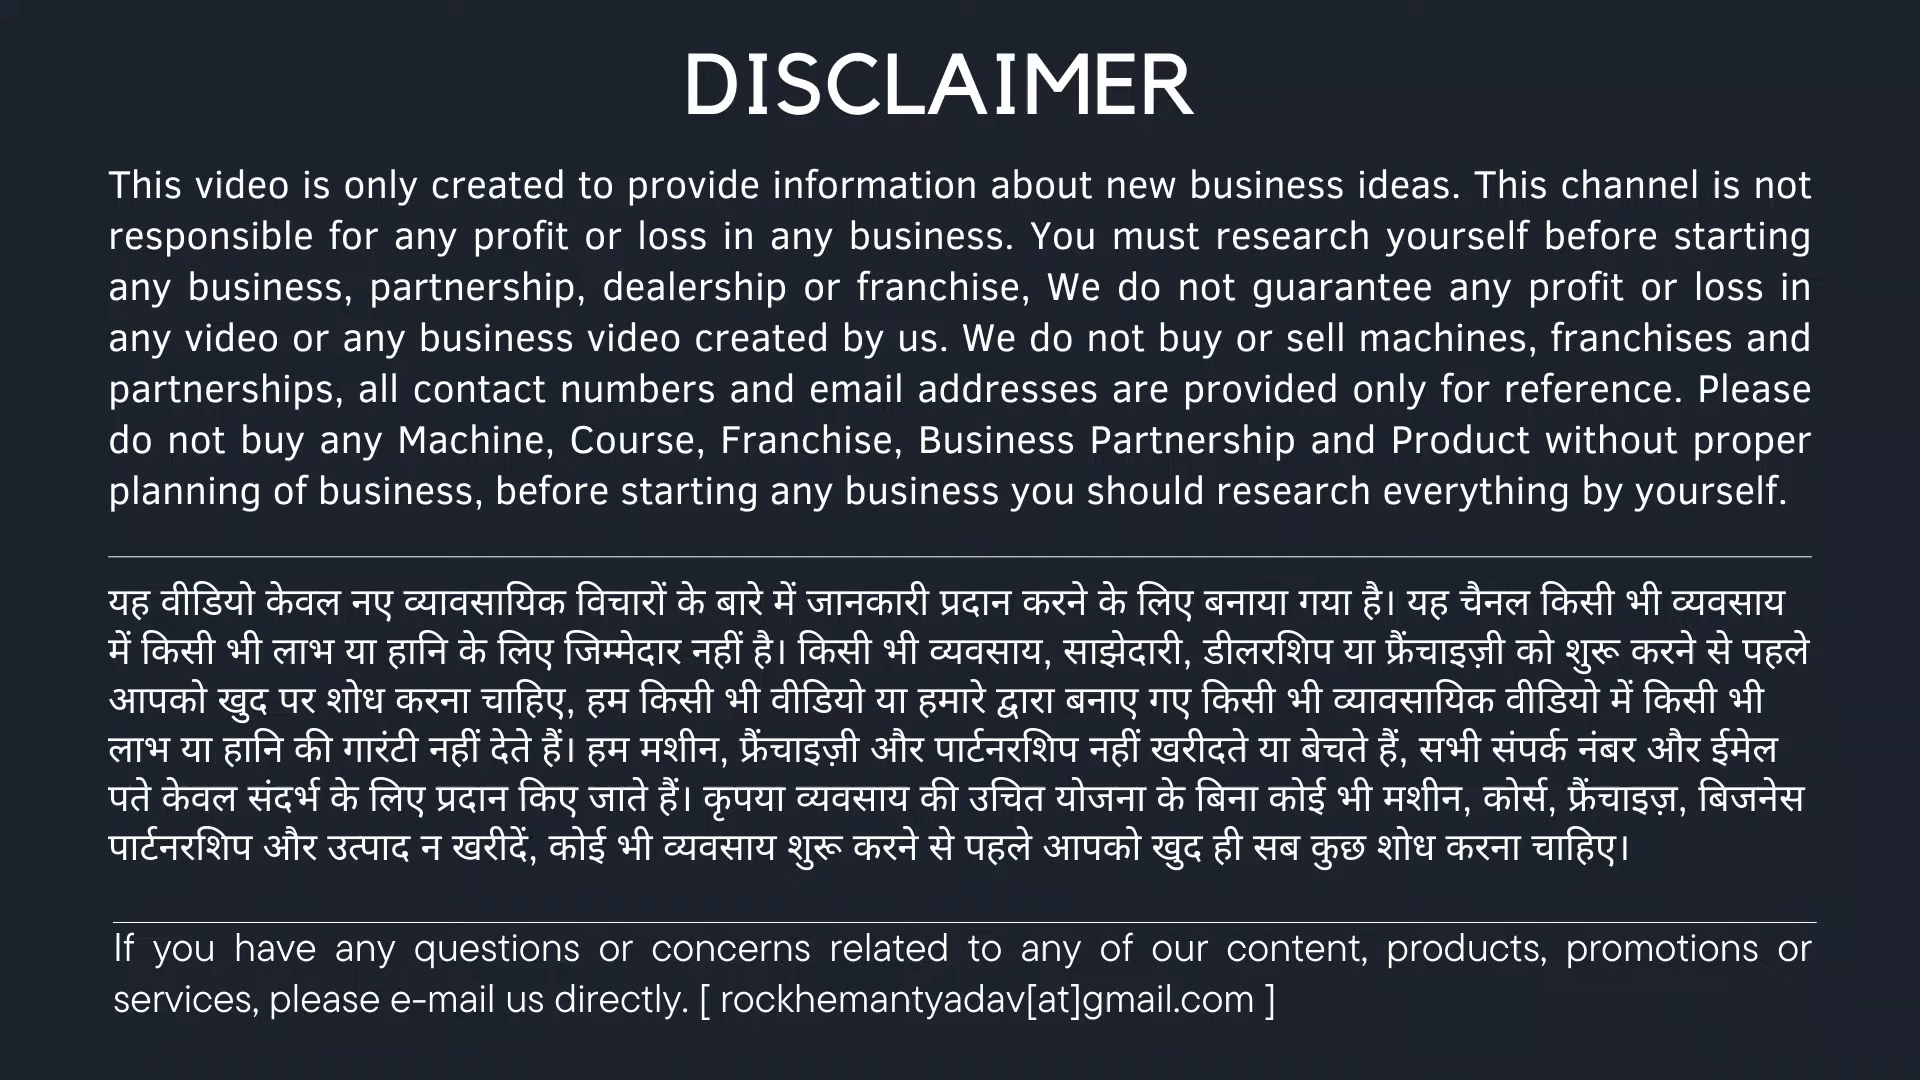 DISCLAIMER
This video is only created to provide information about new business ideas. This channel is not
responsible for any profit or loss in any business. You must research yourself before starting
any business, partnership, dealership or franchise, We do not guarantee any profit or loss in
any video or any business video created by us. We do not buy or sell machines, franchises and
partnerships, all contact numbers and email addresses are provided only for reference. Please
do not buy any Machine, Course, Franchise, Business Partnership and Product without proper
planning of business, before starting any business you should research everything by yourself.
यह वीडियो केवल नए व्यावसायिक विचारों के बारे में जानकारी प्रदान करने के लिए बनाया गया है। यह चैनल किसी भी व्यवसाय
में किसी भी लाभ या हानि के लिए जिम्मेदार नहीं है। किसी भी व्यवसाय, साझेदारी, डीलरशिप या फ्रैंचाइज़ी को शुरू करने से पहले
आपको खुद पर शोध करना चाहिए, हम किसी भी वीडियो या हमारे द्वारा बनाए गए किसी भी व्यावसायिक वीडियो में किसी भी
लाभ या हानि की गारंटी नहीं देते हैं। हम मशीन, फ्रैंचाइज़ी और पार्टनरशिप नहीं खरीदते या बेचते हैं, सभी संपर्क नंबर और ईमेल
पते केवल संदर्भ के लिए प्रदान किए जाते हैं। कृपया व्यवसाय की उचित योजना के बिना कोई भी मशीन, कोर्स, फ्रैंचाइज़, बिजनेस
पार्टनरशिप और उत्पाद न खरीदें, कोई भी व्यवसाय शुरू करने से पहले आपको खुद ही सब कुछ शोध करना चाहिए।
If you have any questions or concerns related to any of our content, products, promotions or
services, please e-mail us directly. [ rockhemantyadav[at]gmail.com ]